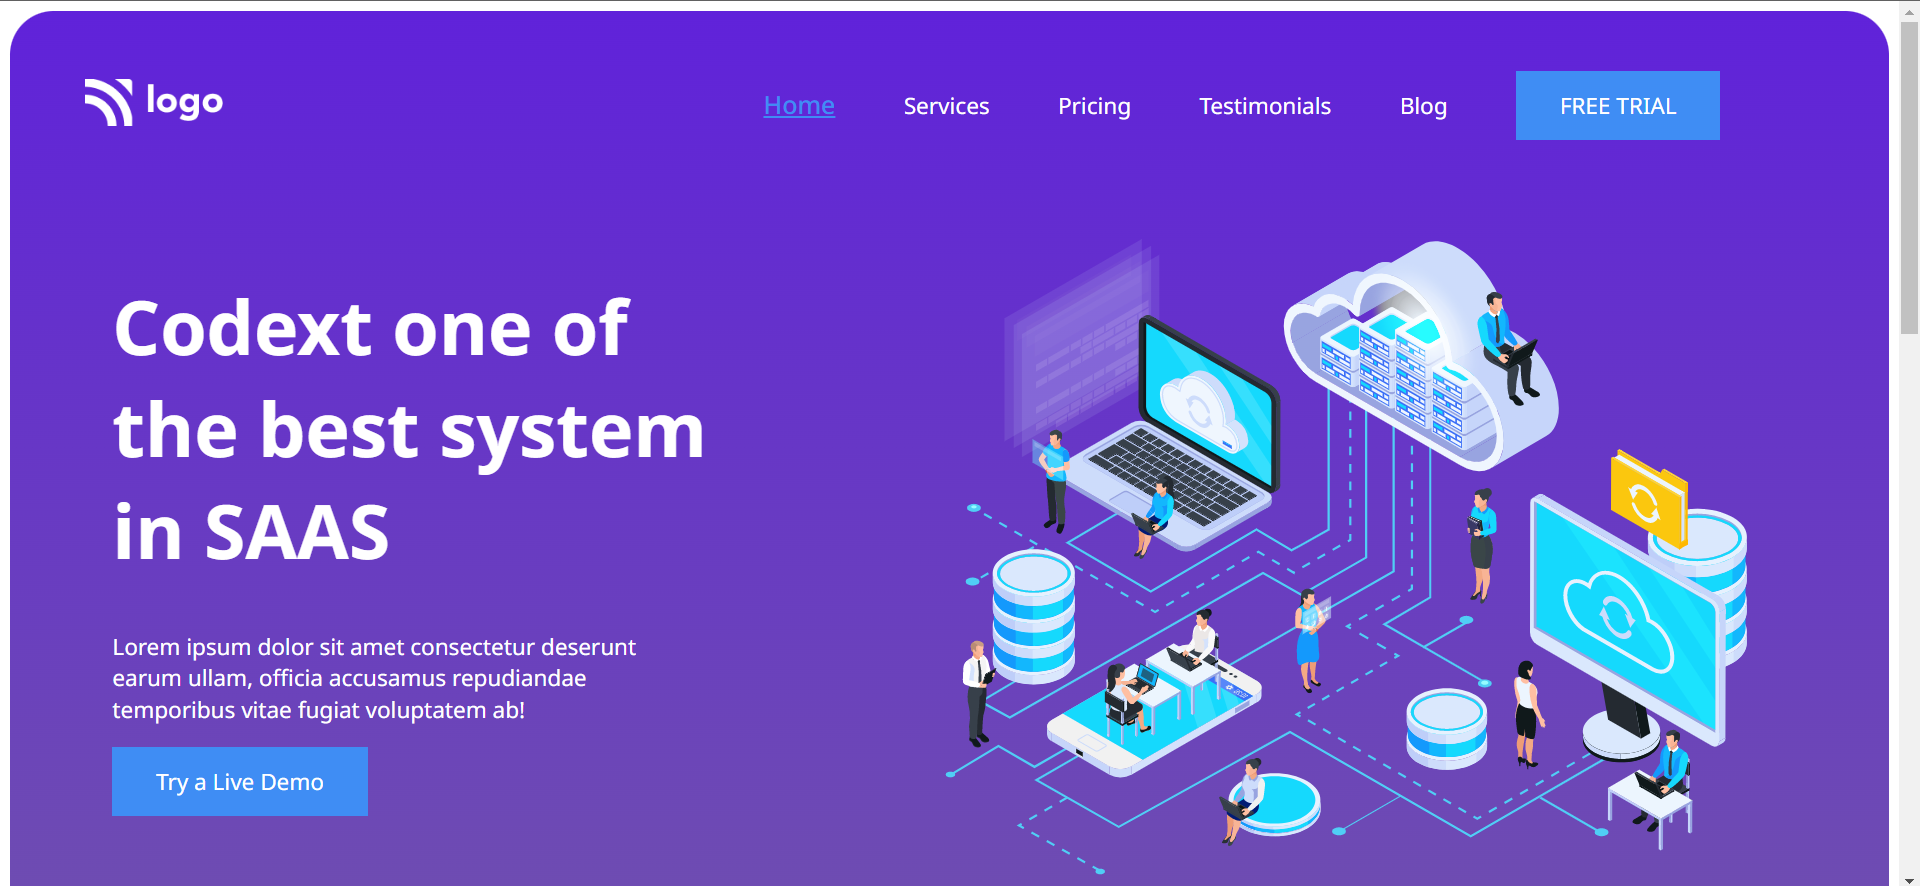 logo
Home
Services
Pricing
Testimonials
Blog
FREE TRIAL
Codext one of
the best system
in SAAS
Lorem ipsum dolor sit amet consectetur deserunt
earum ullam, officia accusamus repudiandae
temporibus vitae fugiat voluptatem ab!
Try a Live Demo